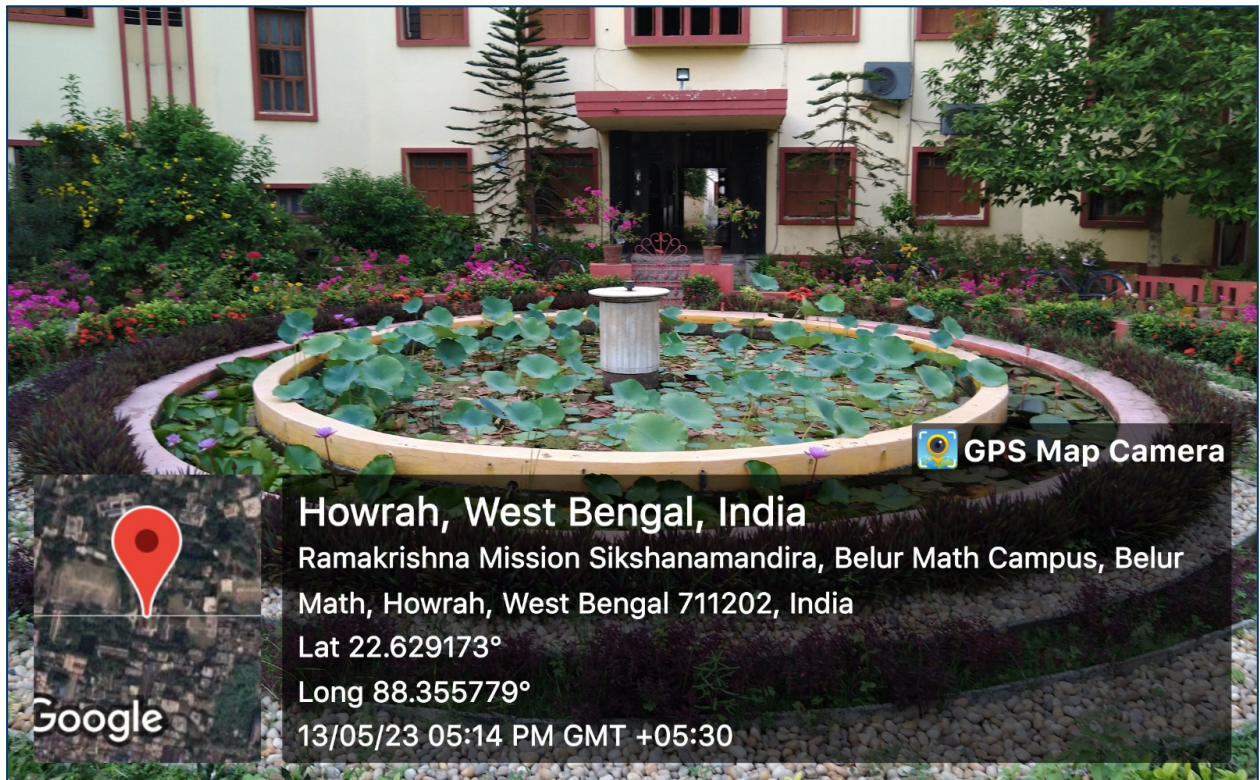 GPS Map Camera
Howrah, West Bengal, India
Ramakrishna Mission Sikshanamandira, Belur Math Campus, Belur
Math, Howrah, West Bengal 711202, India
Lat 22.629173°
Long 88.355779°
13/05/23 05:14 PM GMT +05:30
Google